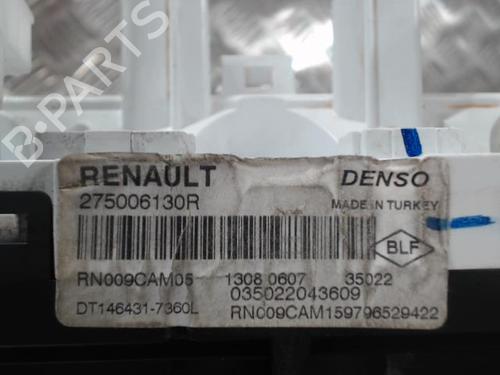 B-PARTS
RENAULT DENSO
275006130R MADE IN TURKEY
BLF
RN009CAM05 1308 0607 35022
035022043609
DT146431-7360L RN009CAM159796529422